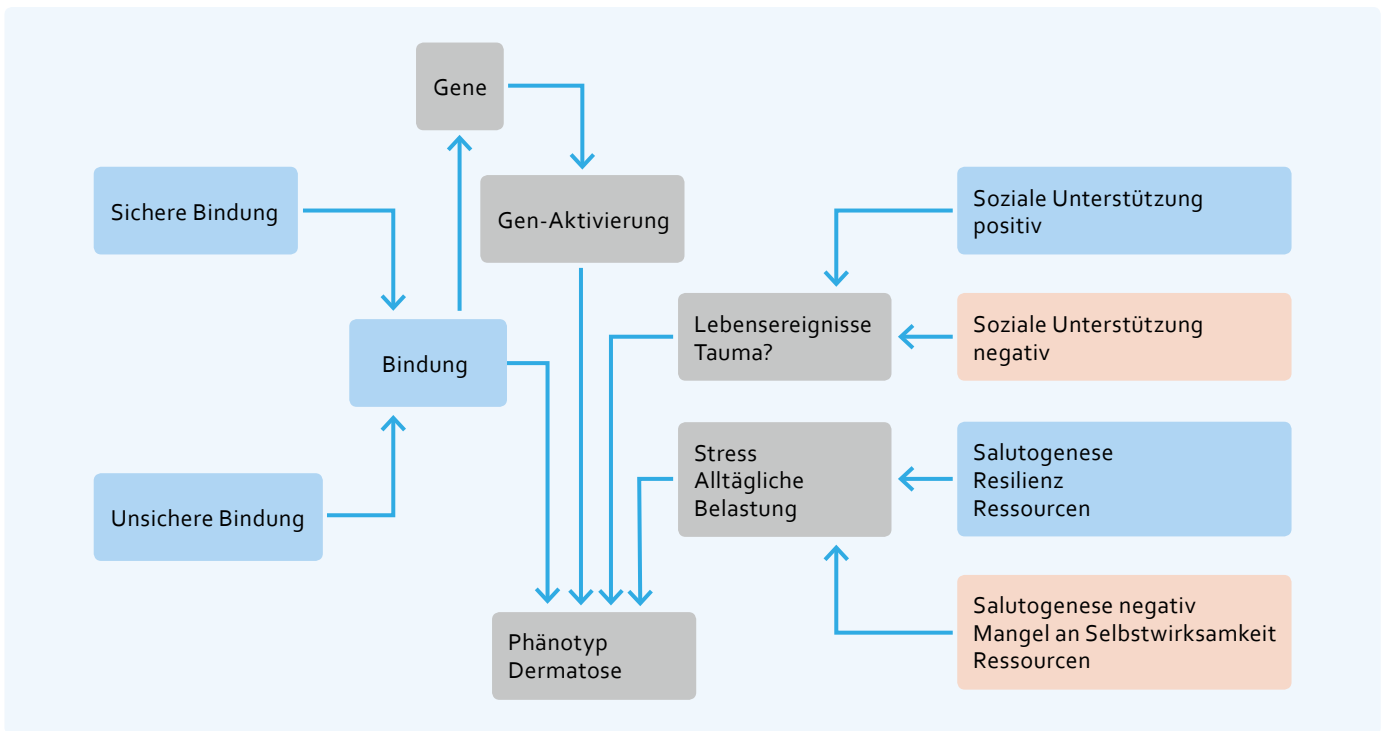 Gene
Gen-Aktivierung
Sichere Bindung
Bindung
Unsichere Bindung
Soziale Unterstützung
positiv
Lebensereignisse
Tauma?
Soziale Unterstützung
negativ
Stress
Alltägliche
Belastung
Salutogenese
Resilienz
Ressourcen
Salutogenese negativ
Mangel an Selbstwirksamkeit
Ressourcen
Phänotyp
Dermatose